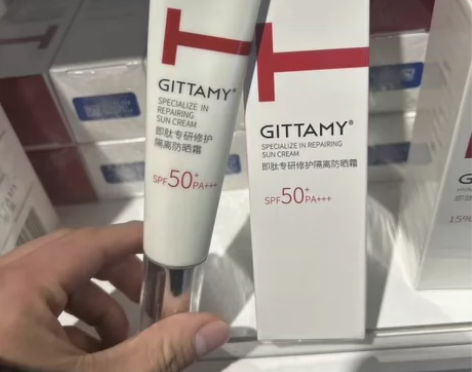 GITTAMY®
SPECIALIZE IN
REPAIRING
SUN CREAM
即肽专研修护
隔离防晒霜
SPF50+
PA+++
GITTAMY®
SPECIALIZE IN REPAIRING
SUN CREAM
即肽专研修护隔离防晒霜
SPF50+
PA+++
15%